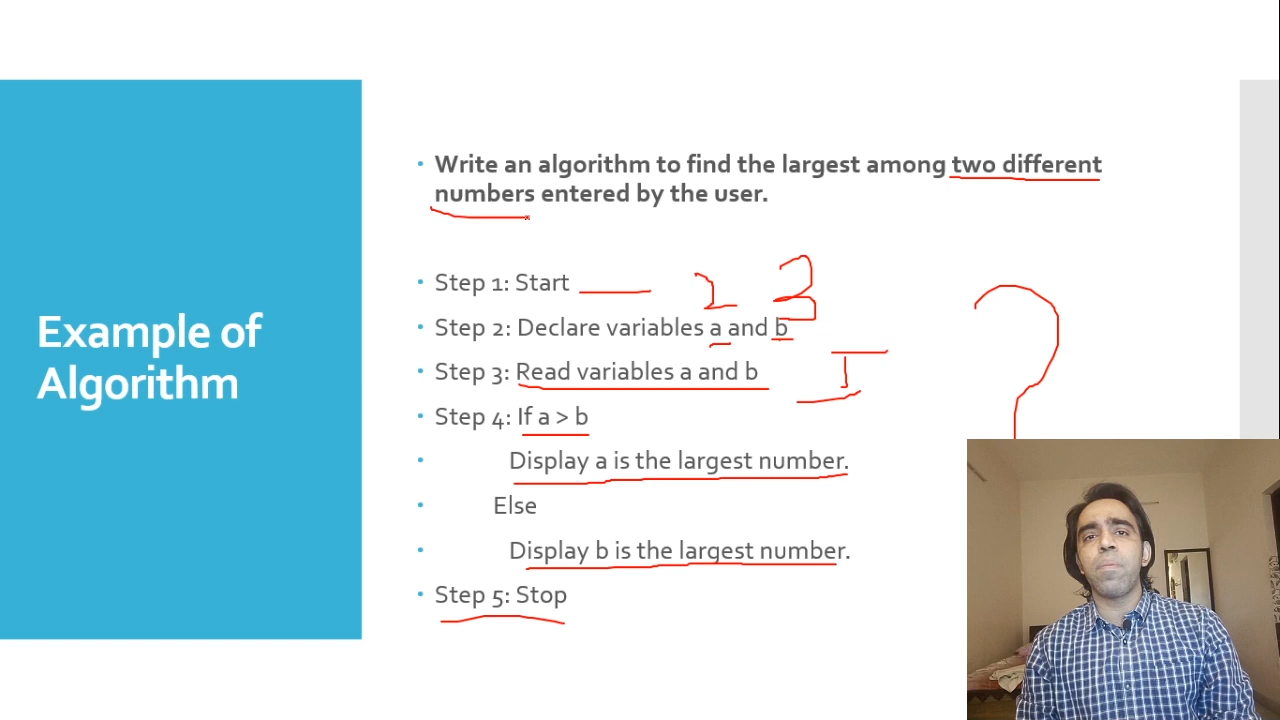 Example of
Algorithm
• Write an algorithm to find the largest among two different
numbers entered by the user.
• Step 1: Start
2 3
• Step 2: Declare variables a and b
• Step 3: Read variables a and b
I
• Step 4: If a > b
• Display a is the largest number.
• Else
• Display b is the largest number.
• Step 5: Stop
?